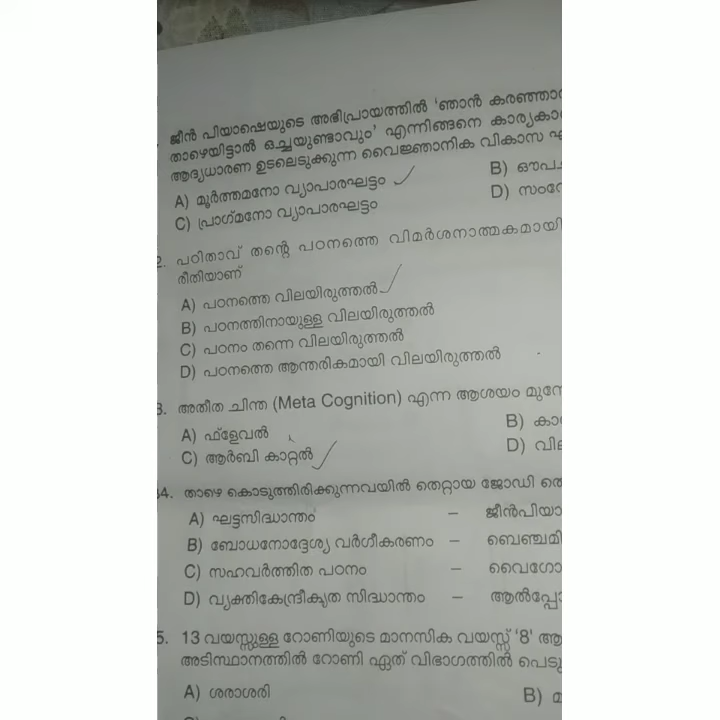 ജീൻ പിയാഷെയുടെ അഭിപ്രായത്തിൽ 'ഞാൻ കരഞ്ഞാ
താഴെയിട്ടാൽ ഒച്ചയുണ്ടാവും' എന്നിങ്ങനെ കാര്യകാ
ആദ്യധാരണ ഉടലെടുക്കുന്ന വൈജ്ഞാനിക വികാസ
A) മൂർത്തമനോ വ്യാപാരഘട്ടം B) ഔപ
C) പ്രാഗ്മനോ വ്യാപാരഘട്ടം D) സംവേ
2. പഠിതാവ് തന്റെ പഠനത്തെ വിമർശനാത്മകമായി
രീതിയാണ്
A) പഠനത്തെ വിലയിരുത്തൽ
B) പഠനത്തിനായുള്ള വിലയിരുത്തൽ
C) പഠനം തന്നെ വിലയിരുത്തൽ
D) പഠനത്തെ ആന്തരികമായി വിലയിരുത്തൽ
3. അതീത ചിന്ത (Meta Cognition) എന്ന ആശയം മുന്നേ
A) ഫ്ളേവൽ B) കാ
C) ആർബി കാറ്റൽ D) വില
34. താഴെ കൊടുത്തിരിക്കുന്നവയിൽ തെറ്റായ ജോഡി തെ
A) ഘട്ടസിദ്ധാന്തം – ജീൻപിയാ
B) ബോധനോദ്ദേശ്യ വർഗീകരണം – ബെഞ്ചമി
C) സഹവർത്തിത പഠനം – വൈഗോ
D) വ്യക്തികേന്ദ്രീകൃത സിദ്ധാന്തം – ആൽപ്പോ
5. 13 വയസ്സുള്ള റോണിയുടെ മാനസിക വയസ്സ് '8' ആ
അടിസ്ഥാനത്തിൽ റോണി ഏത് വിഭാഗത്തിൽ പെടു
A) ശരാശരി B) മ